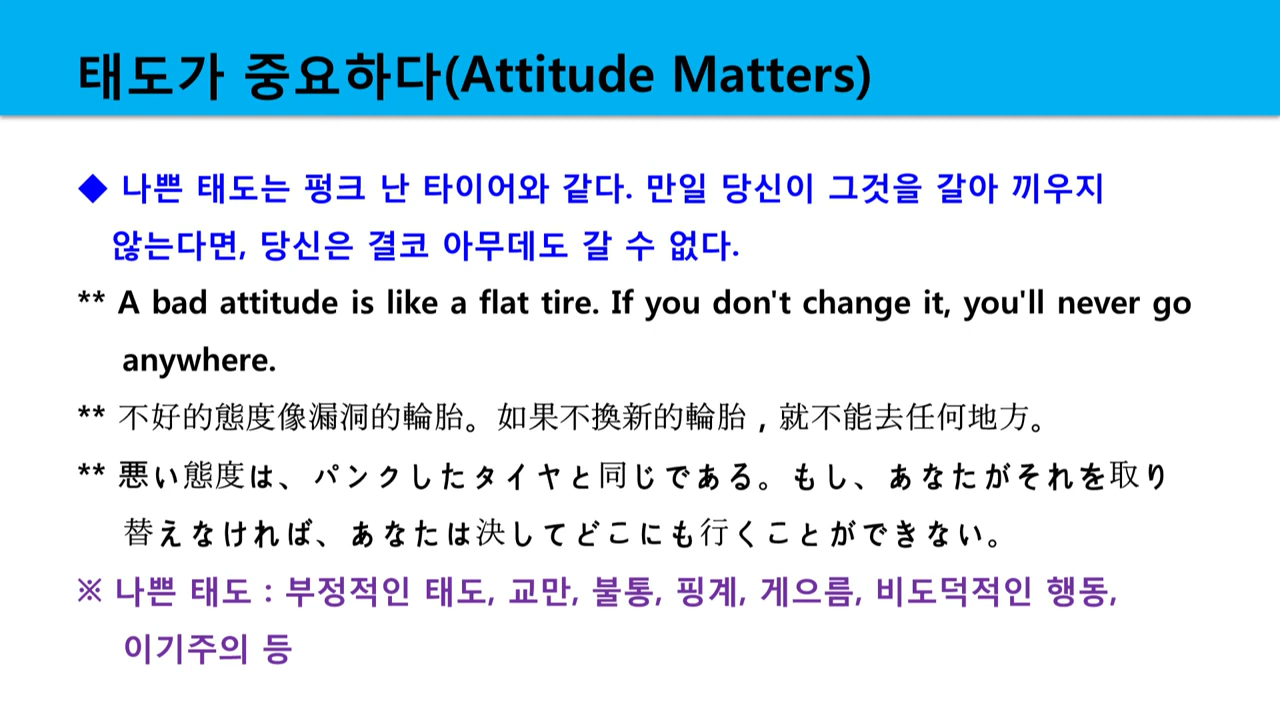 태도가 중요하다(Attitude Matters)
◆ 나쁜 태도는 펑크 난 타이어와 같다. 만일 당신이 그것을 갈아 끼우지
않는다면, 당신은 결코 아무데도 갈 수 없다.
** A bad attitude is like a flat tire. If you don't change it, you'll never go
anywhere.
** 不好的態度像漏洞的輪胎。如果不換新的輪胎，就不能去任何地方。
** 悪い態度は、パンクしたタイヤと同じである。もし、あなたがそれを取り
替えなければ、あなたは決してどこにも行くことができない。
※ 나쁜 태도 : 부정적인 태도, 교만, 불통, 핑계, 게으름, 비도덕적인 행동,
이기주의 등